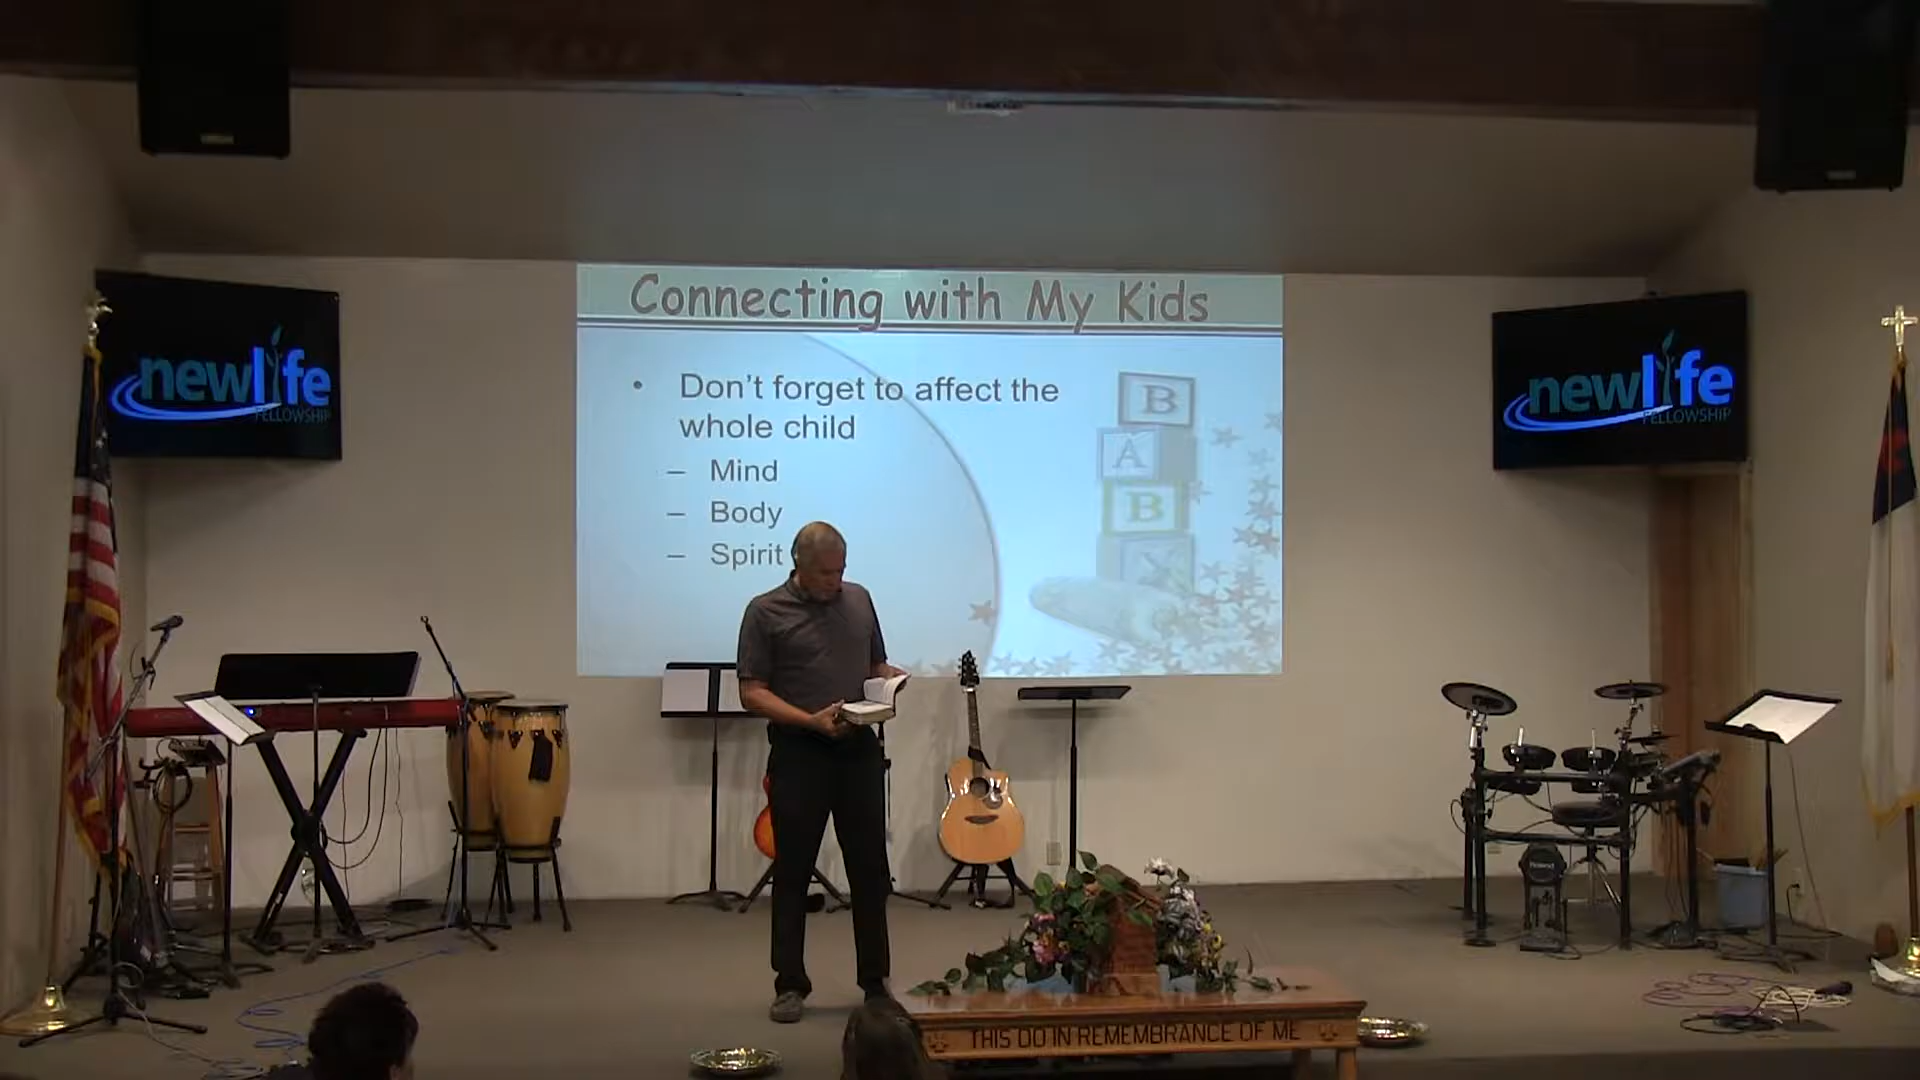 Connecting with My Kids
newlife
FELLOWSHIP
newlife
FELLOWSHIP
• Don't forget to affect the
whole child
– Mind
– Body
– Spirit
B
A
B
Y
Roland
THIS DO IN REMEMBRANCE OF ME